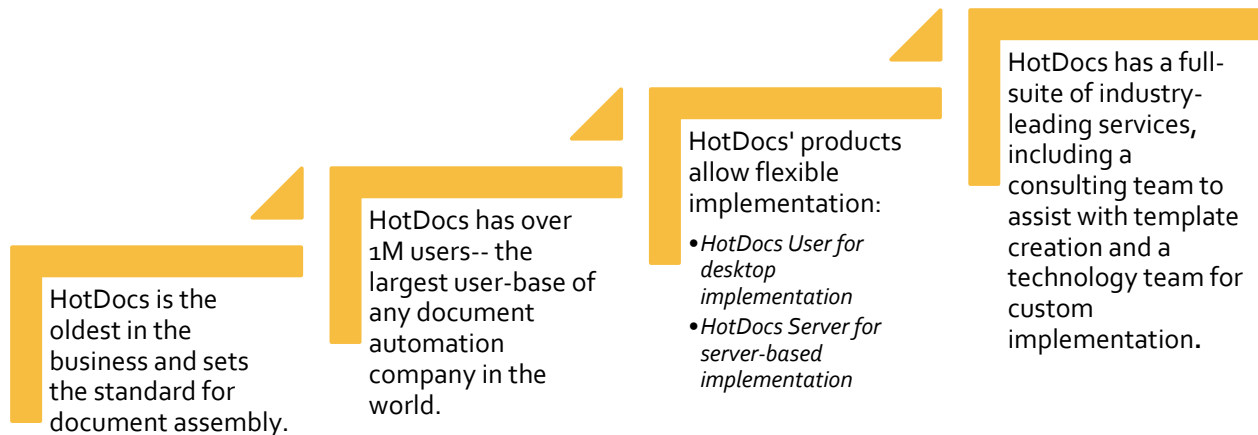 HotDocs is the
oldest in the
business and sets
the standard for
document assembly.
HotDocs has over
1M users-- the
largest user-base of
any document
automation
company in the
world.
HotDocs' products
allow flexible
implementation:
•HotDocs User for
desktop
implementation
•HotDocs Server for
server-based
implementation
HotDocs has a full-
suite of industry-
leading services,
including a
consulting team to
assist with template
creation and a
technology team for
custom
implementation.